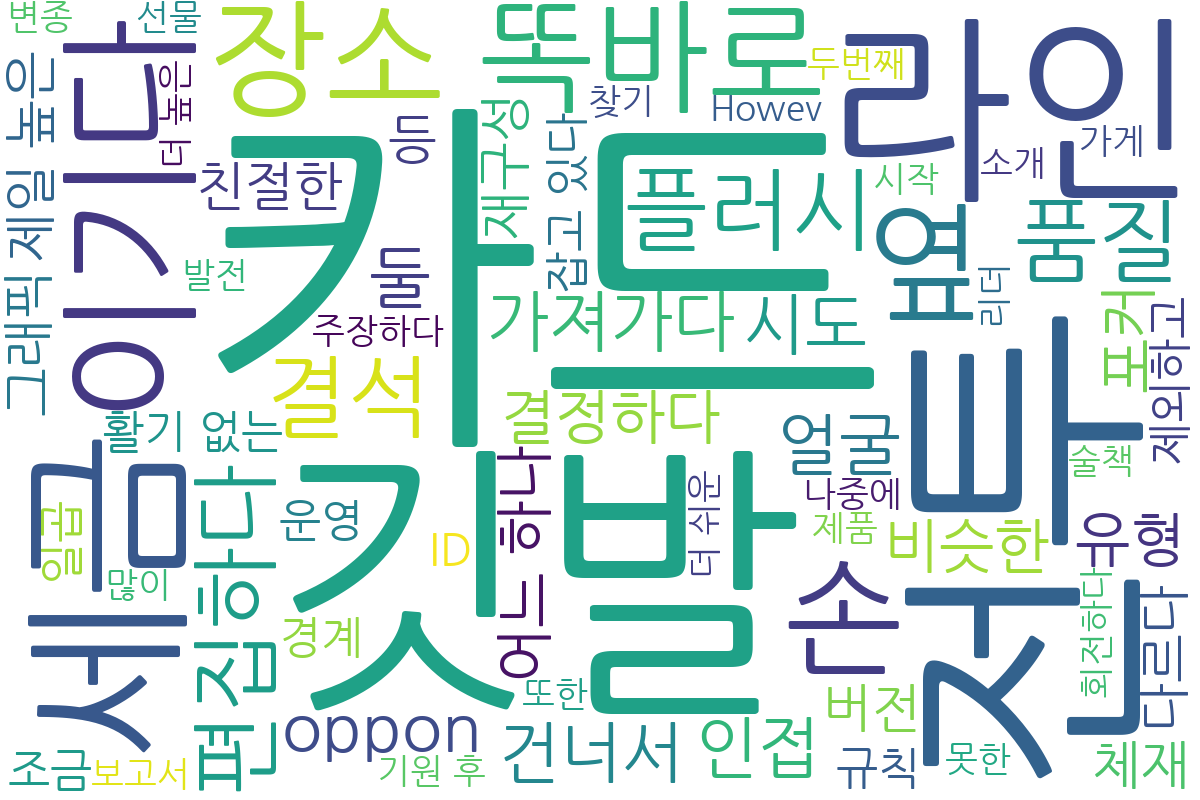 변종
선물
장소
똑바로
라인
두번째
찾기
Howev
가게
소개
그래픽 제일 높은
이기다
더 높은
친절한
등
재구성
잡고 있다
카드
플러시
시작
품질
발전
둘
주장하다
가져가다
시도
리더
포커
제외하고
결석
결정하다
얼굴
전투
술책
활기 없는
세금
깃발
일곱
많이
편집하다
운영
ID
어느 하나
더 쉬운
나중에
제품
비슷한
유형
손
경계
또한
회전하다
다르다
oppon
건너서
인접
버전
조금
보고서
기원 후
규칙
못한
체재